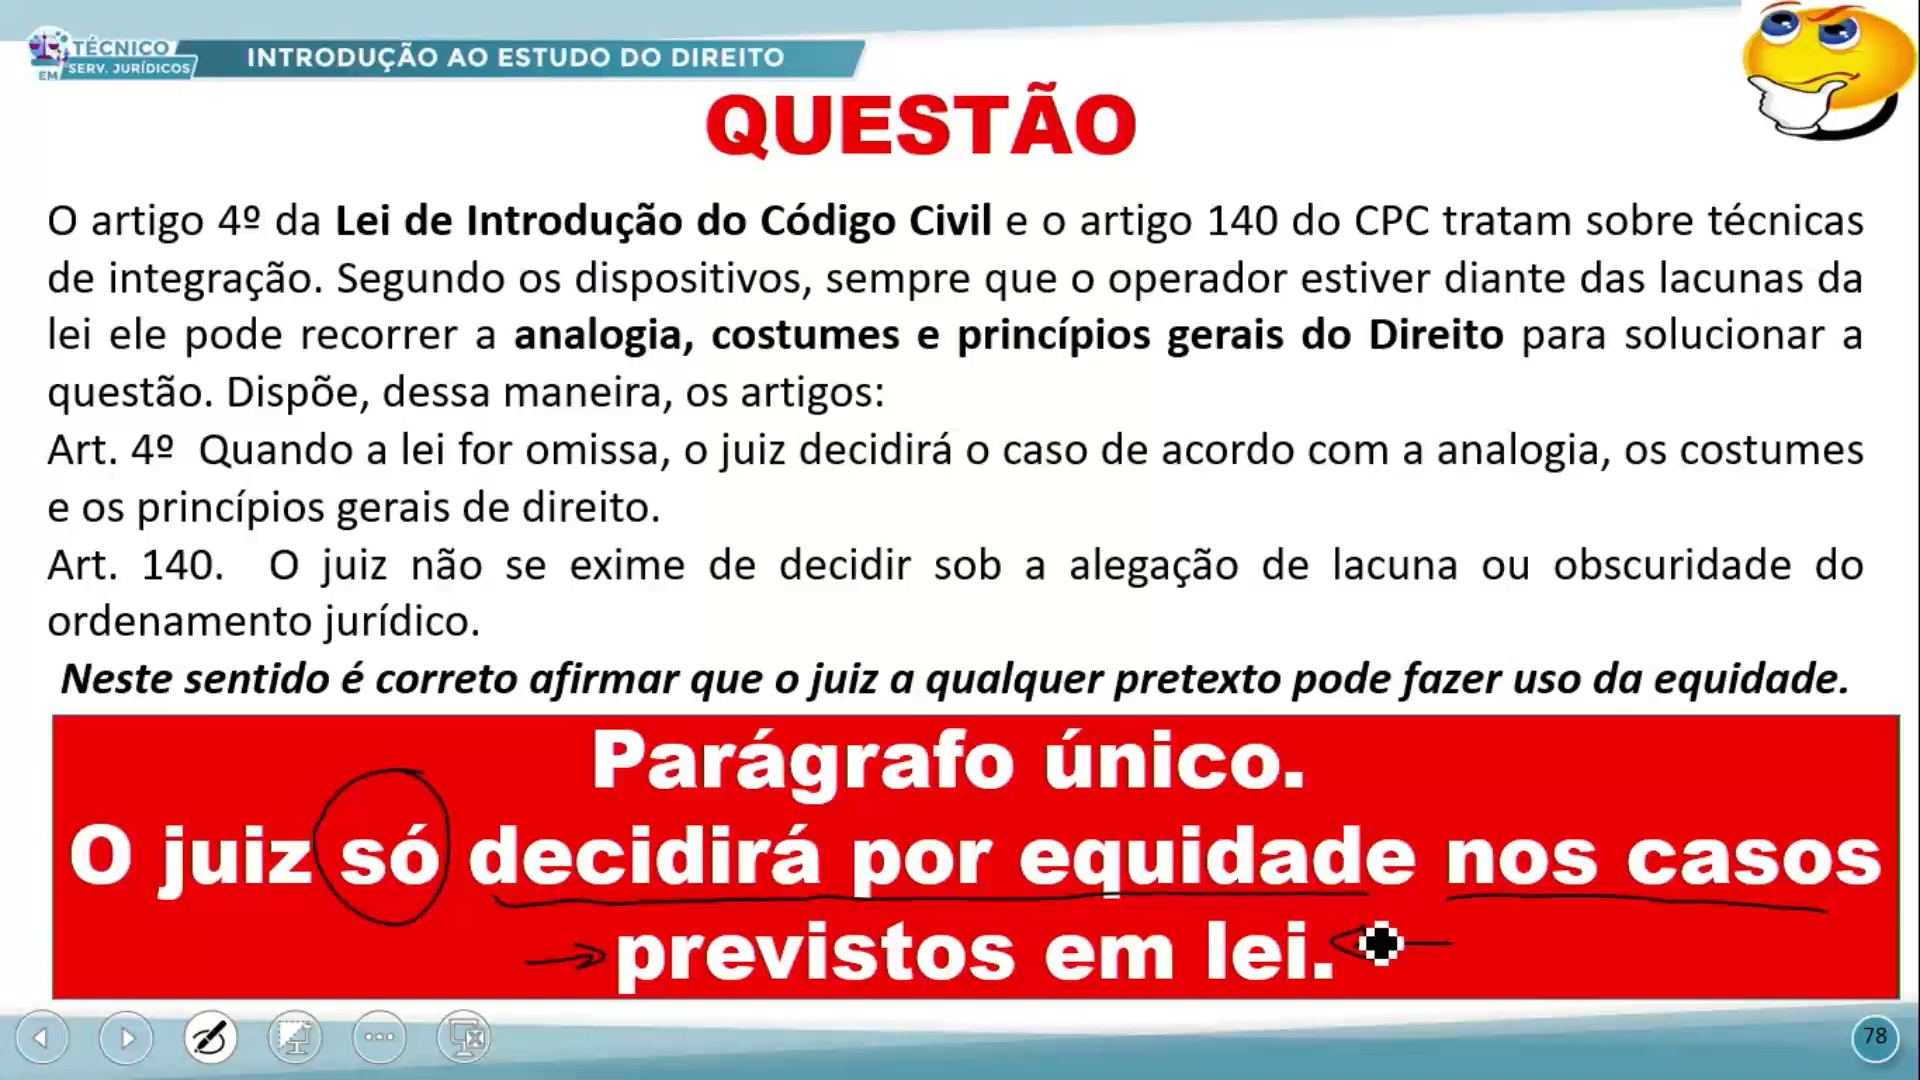 TÉCNICO
EM SERV. JURÍDICOS
INTRODUÇÃO AO ESTUDO DO DIREITO
QUESTÃO
O artigo 4º da Lei de Introdução do Código Civil e o artigo 140 do CPC tratam sobre técnicas
de integração. Segundo os dispositivos, sempre que o operador estiver diante das lacunas da
lei ele pode recorrer a analogia, costumes e princípios gerais do Direito para solucionar a
questão. Dispõe, dessa maneira, os artigos:
Art. 4º Quando a lei for omissa, o juiz decidirá o caso de acordo com a analogia, os costumes
e os princípios gerais de direito.
Art. 140. O juiz não se exime de decidir sob a alegação de lacuna ou obscuridade do
ordenamento jurídico.
Neste sentido é correto afirmar que o juiz a qualquer pretexto pode fazer uso da equidade.
Parágrafo único.
O juiz só decidirá por equidade nos casos
previstos em lei.
78